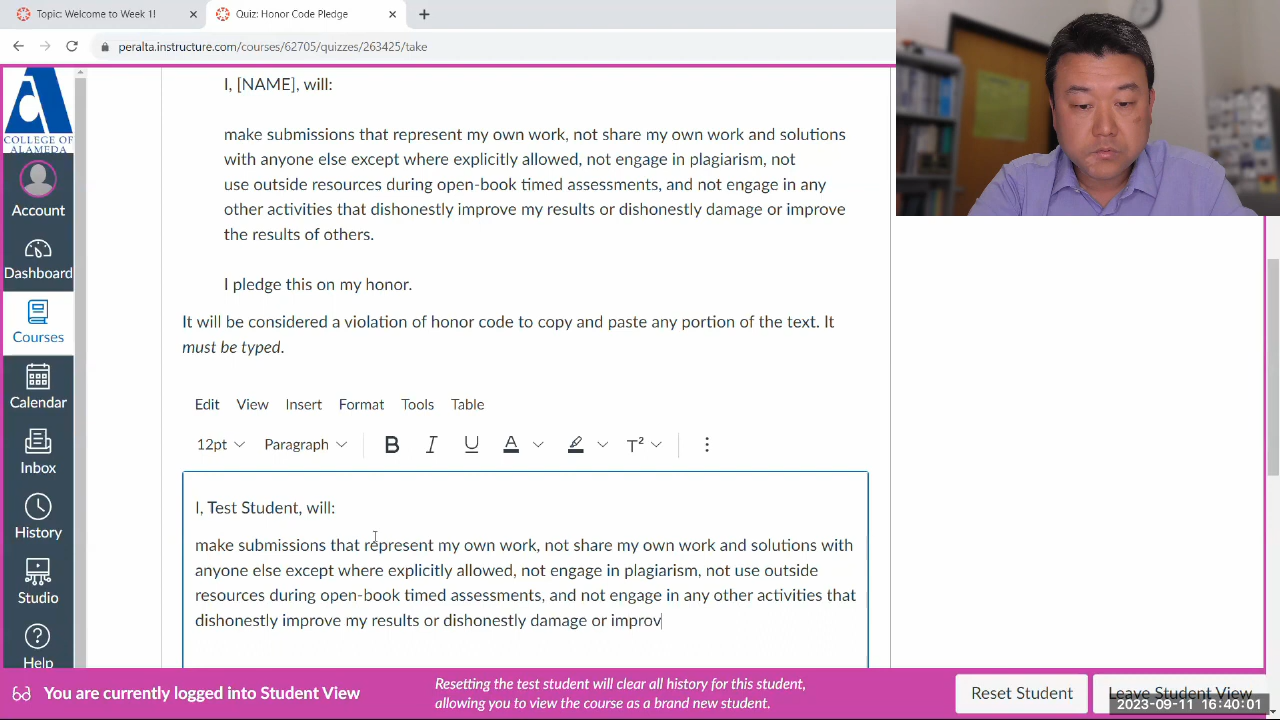 Topic: Welcome to Week 1!
Quiz: Honor Code Pledge
peralta.instructure.com/courses/62705/quizzes/263425/take
COLLEGE OF
ALAMEDA
Account
Dashboard
Courses
Calendar
Inbox
History
Studio
Help
I, [NAME], will:
make submissions that represent my own work, not share my own work and solutions
with anyone else except where explicitly allowed, not engage in plagiarism, not
use outside resources during open-book timed assessments, and not engage in any
other activities that dishonestly improve my results or dishonestly damage or improve
the results of others.
I pledge this on my honor.
It will be considered a violation of honor code to copy and paste any portion of the text. It
must be typed.
Edit View Insert Format Tools Table
12pt Paragraph B I U A T²
I, Test Student, will:
make submissions that represent my own work, not share my own work and solutions with
anyone else except where explicitly allowed, not engage in plagiarism, not use outside
resources during open-book timed assessments, and not engage in any other activities that
dishonestly improve my results or dishonestly damage or improv
You are currently logged into Student View
Resetting the test student will clear all history for this student,
allowing you to view the course as a brand new student.
Reset Student
Leave Student View
2023-09-11 16:40:01